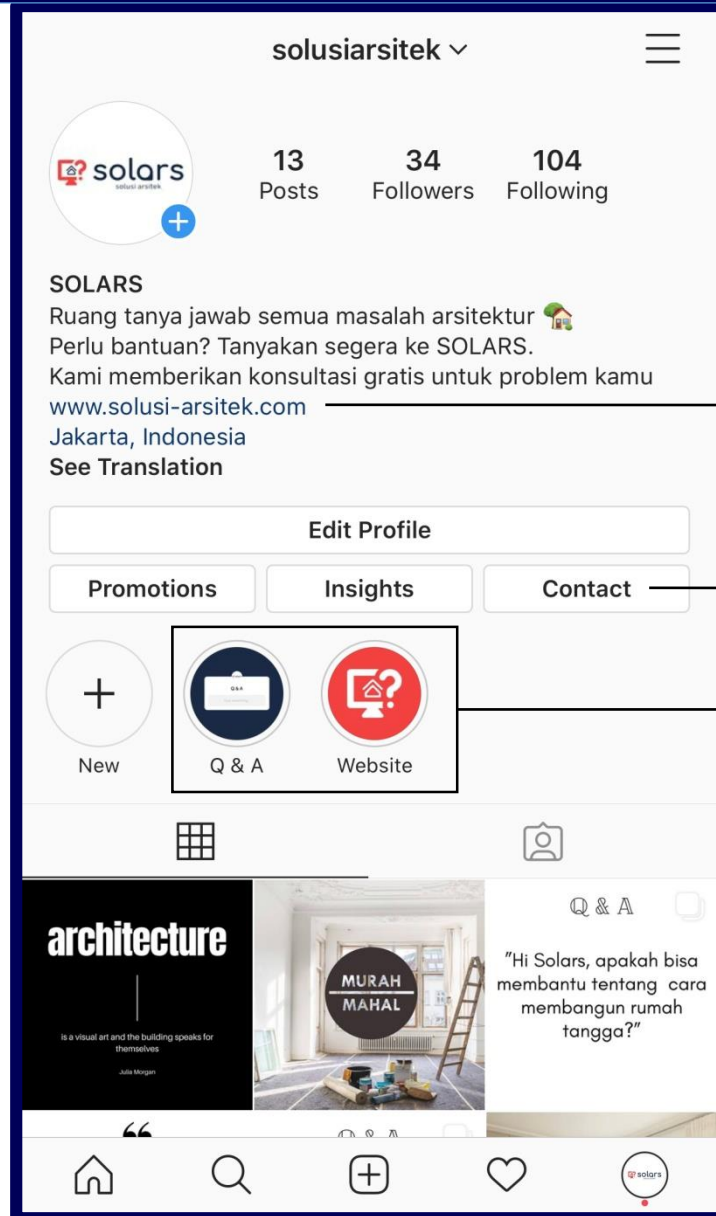 solusiarsitek
solars
solusi arsitek
13 34 104
Posts Followers Following
SOLARS
Ruang tanya jawab semua masalah arsitektur
Perlu bantuan? Tanyakan segera ke SOLARS.
Kami memberikan konsultasi gratis untuk problem kamu
www.solusi-arsitek.com
Jakarta, Indonesia
See Translation
Edit Profile
Promotions Insights Contact
Q&A
New Q & A Website
architecture
is a visual art and the building speaks for
themselves
Julia Morgan
MURAH
MAHAL
Q & A
"Hi Solars, apakah bisa
membantu tentang cara
membangun rumah
tangga?"
Q & A
solars